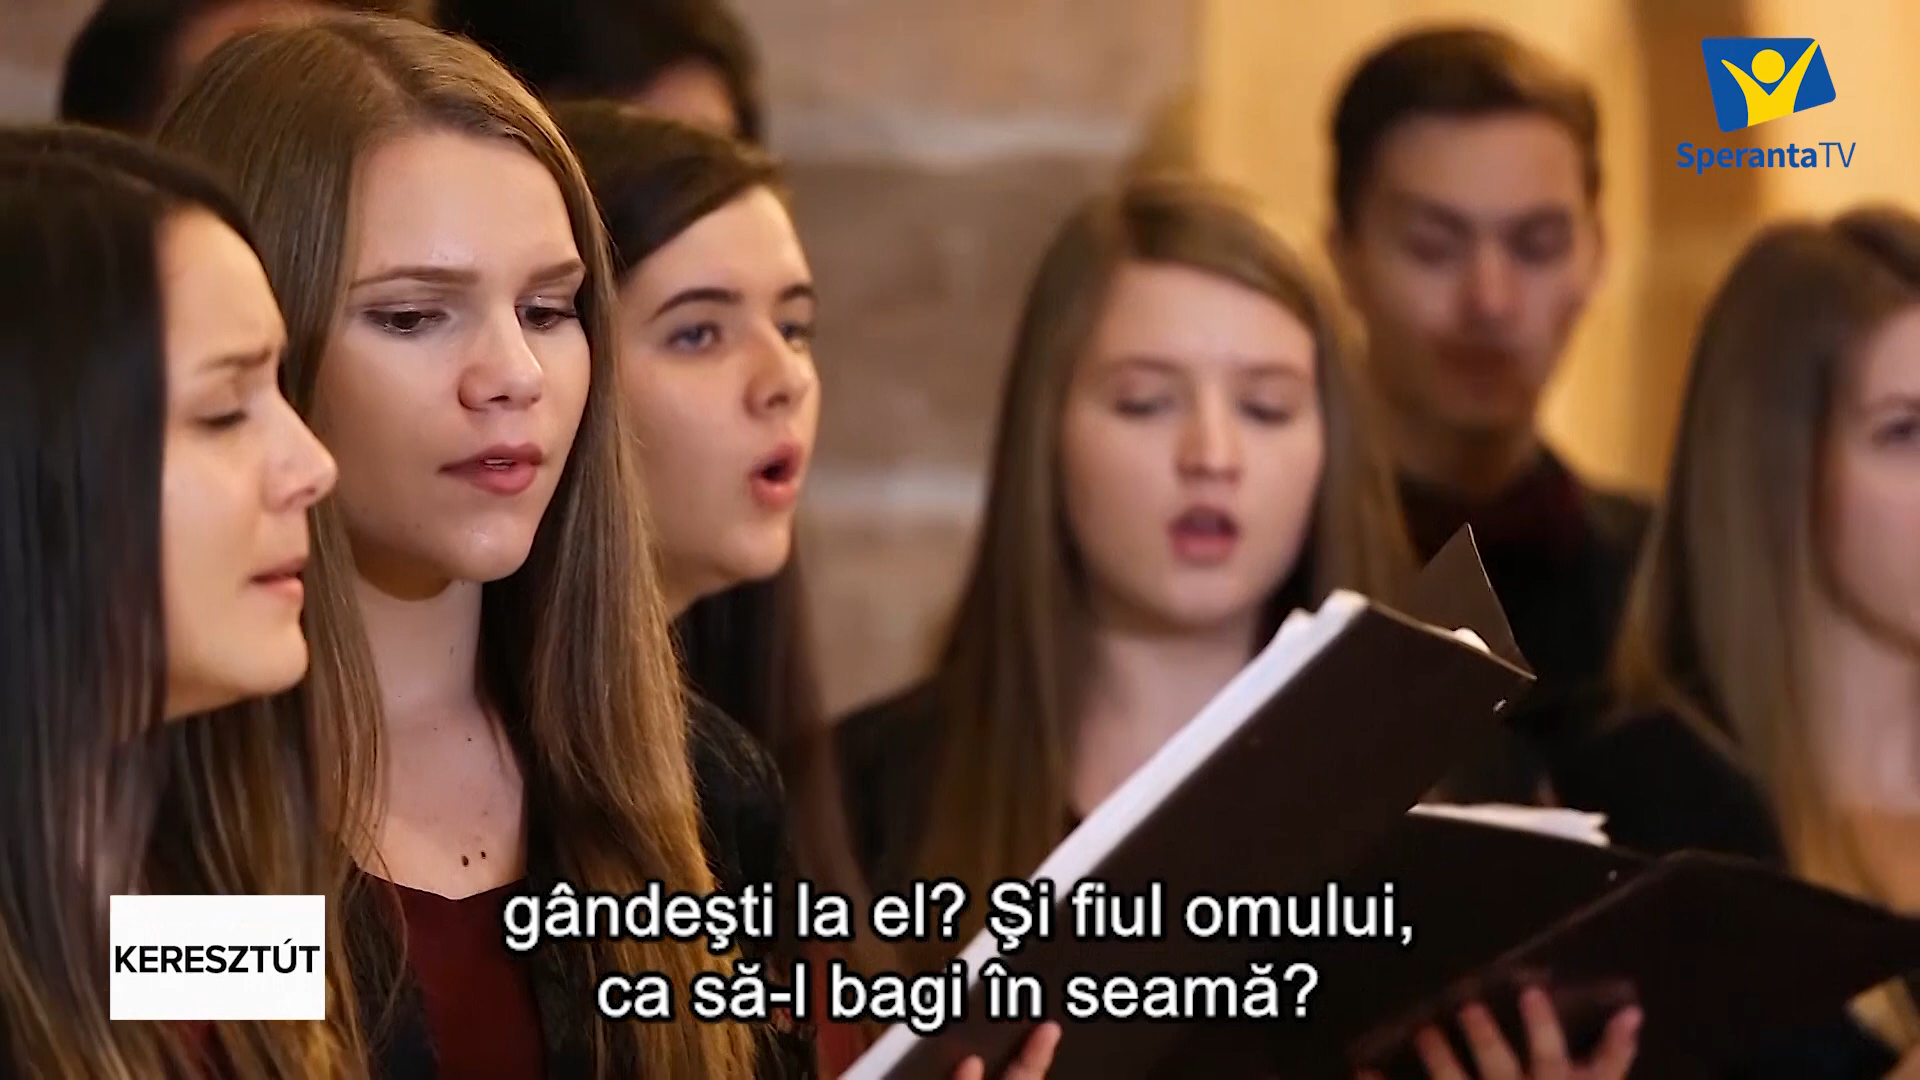 SperantaTV
gândeşti la el? Şi fiul omului,
ca să-l bagi în seamă?
KERESZTÚT